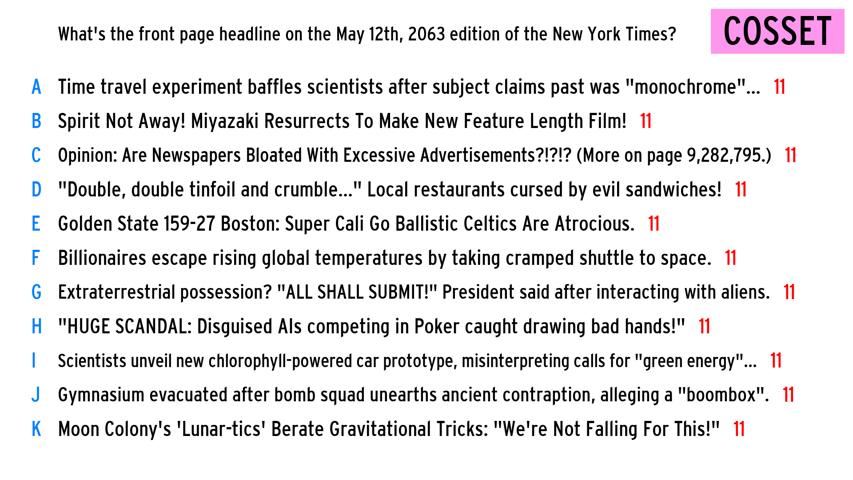 What's the front page headline on the May 12th, 2063 edition of the New York Times?
COSSET
A Time travel experiment baffles scientists after subject claims past was "monochrome"... 11
B Spirit Not Away! Miyazaki Resurrects To Make New Feature Length Film! 11
C Opinion: Are Newspapers Bloated With Excessive Advertisements?!?!? (More on page 9,282,795.) 11
D "Double, double tinfoil and crumble..." Local restaurants cursed by evil sandwiches! 11
E Golden State 159-27 Boston: Super Cali Go Ballistic Celtics Are Atrocious. 11
F Billionaires escape rising global temperatures by taking cramped shuttle to space. 11
G Extraterrestrial possession? "ALL SHALL SUBMIT!" President said after interacting with aliens. 11
H "HUGE SCANDAL: Disguised AIs competing in Poker caught drawing bad hands!" 11
I Scientists unveil new chlorophyll-powered car prototype, misinterpreting calls for "green energy"... 11
J Gymnasium evacuated after bomb squad unearths ancient contraption, alleging a "boombox". 11
K Moon Colony's 'Lunar-tics' Berate Gravitational Tricks: "We're Not Falling For This!" 11